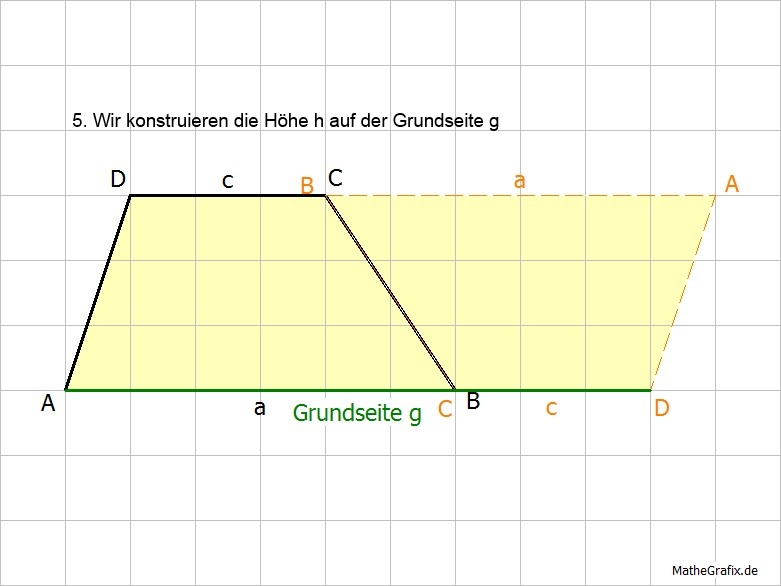 5. Wir konstruieren die Höhe h auf der Grundseite g
D c B C a A
A a Grundseite g C B c D
MatheGrafix.de